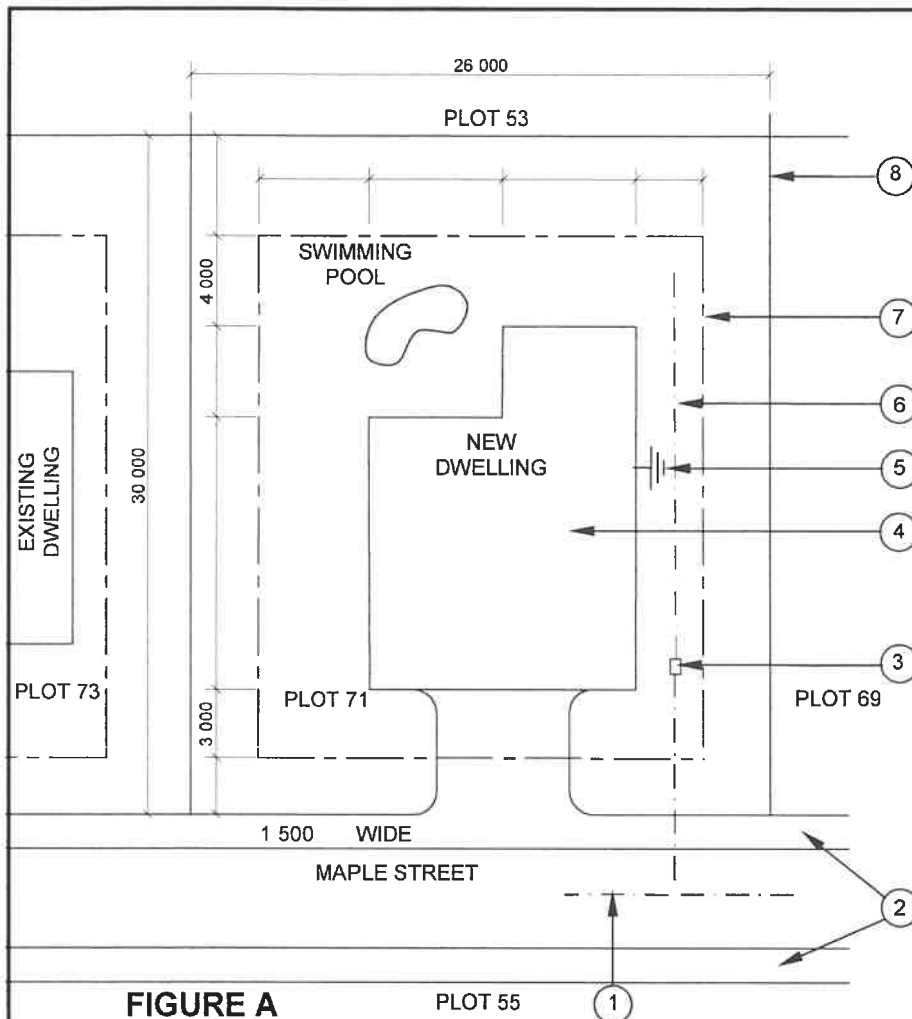 26 000
PLOT 53
8
SWIMMING
POOL
4 000
7
6
NEW
DWELLING
5
EXISTING
DWELLING
30 000
4
3
PLOT 73
PLOT 71
PLOT 69
3 000
1 500 WIDE
MAPLE STREET
2
FIGURE A
PLOT 55
1